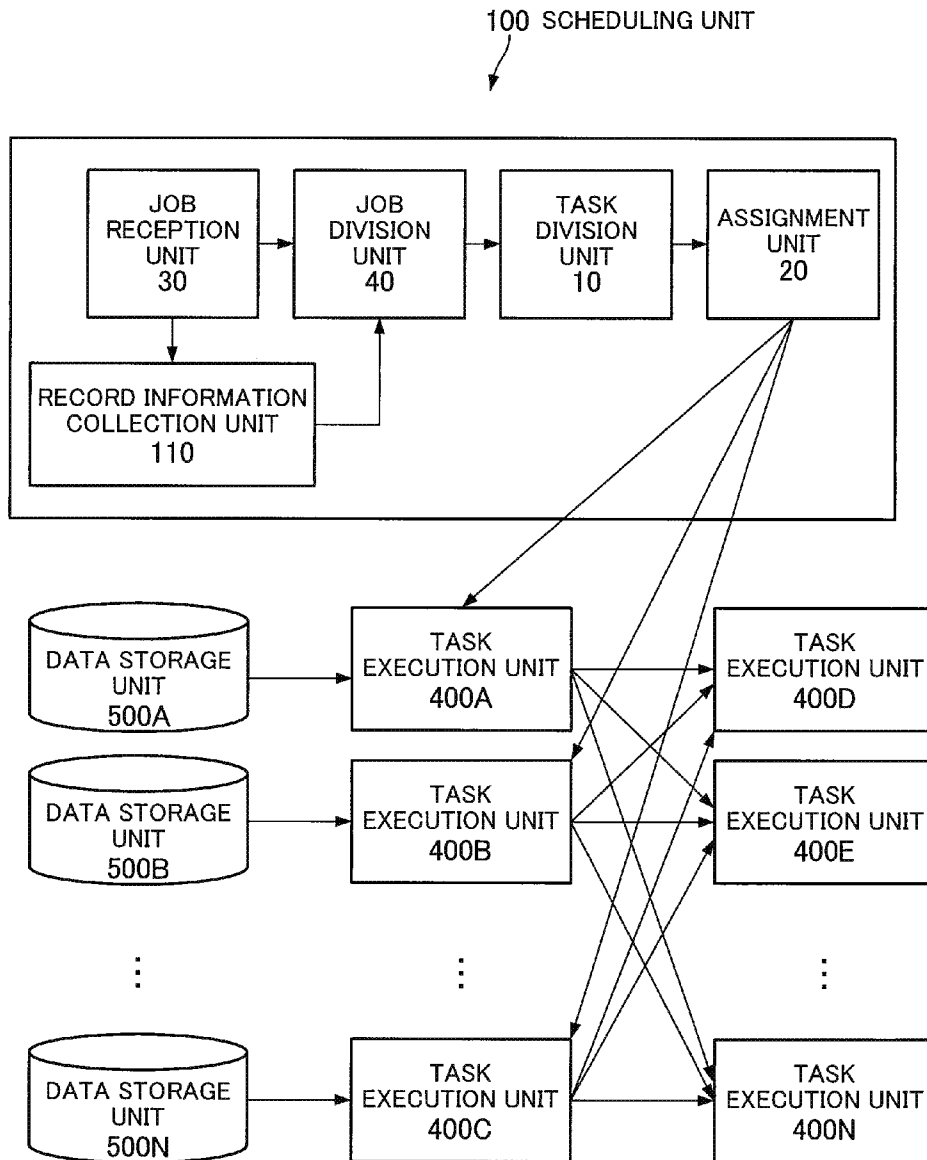 100 SCHEDULING UNIT
JOB
RECEPTION
UNIT
30
JOB
DIVISION
UNIT
40
TASK
DIVISION
UNIT
10
ASSIGNMENT
UNIT
20
RECORD INFORMATION
COLLECTION UNIT
110
DATA STORAGE
UNIT
500A
TASK
EXECUTION UNIT
400A
TASK
EXECUTION UNIT
400D
DATA STORAGE
UNIT
500B
TASK
EXECUTION UNIT
400B
TASK
EXECUTION UNIT
400E
DATA STORAGE
UNIT
500N
TASK
EXECUTION UNIT
400C
TASK
EXECUTION UNIT
400N